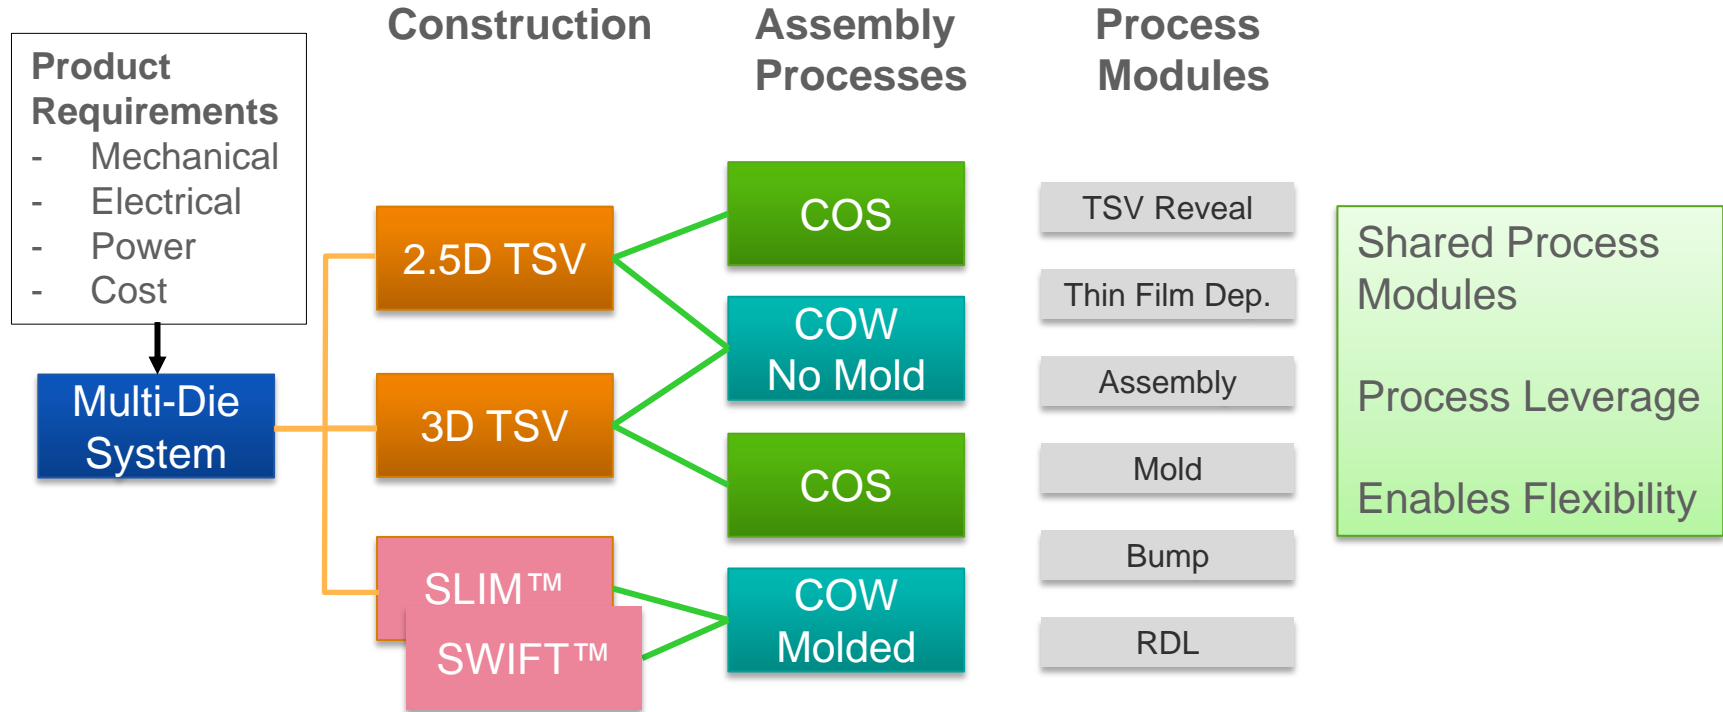 Construction
Assembly
Processes
Process
Modules
Product
Requirements
- Mechanical
- Electrical
- Power
- Cost
Multi-Die
System
2.5D TSV
3D TSV
SLIM™
SWIFT™
COS
COW
No Mold
COS
COW
Molded
TSV Reveal
Thin Film Dep.
Assembly
Mold
Bump
RDL
Shared Process
Modules
Process Leverage
Enables Flexibility